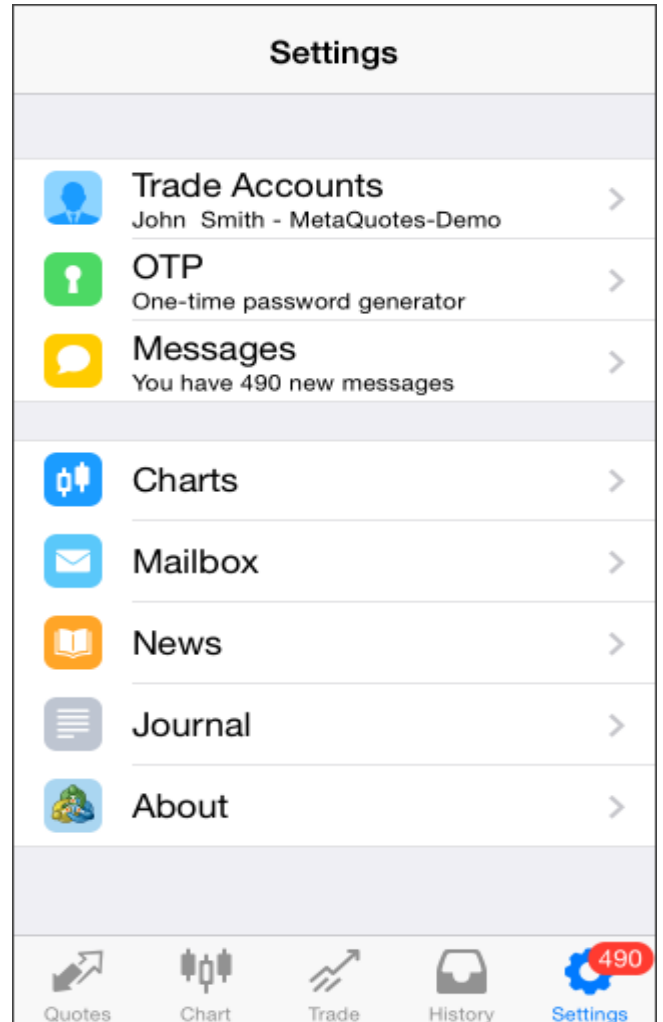 Settings
Trade Accounts
John Smith - MetaQuotes-Demo
OTP
One-time password generator
Messages
You have 490 new messages
Charts
Mailbox
News
Journal
About
490
Quotes Chart Trade History Settings